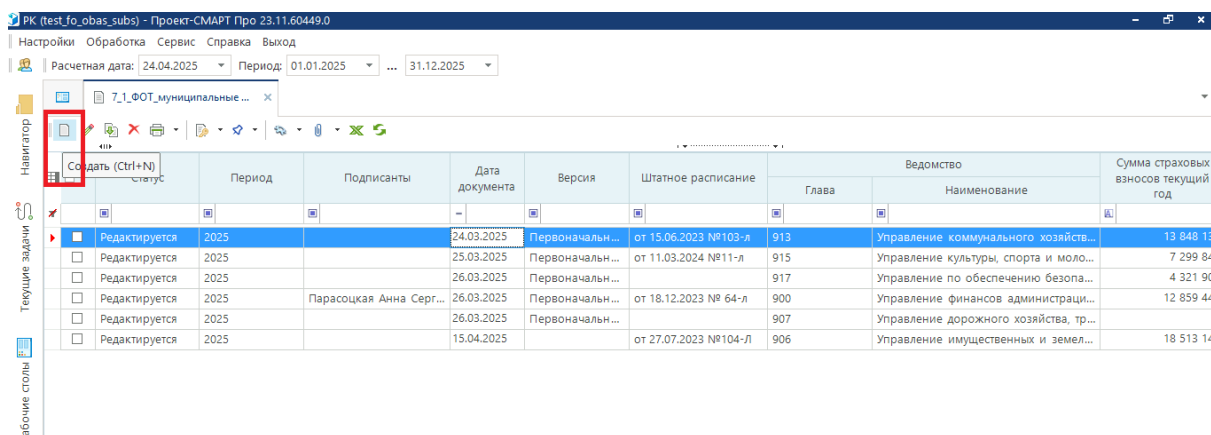 РК (test_fo_obas_subs) - Проект-СМАРТ Про 23.11.60449.0
Настройки Обработка Сервис Справка Выход
Расчетная дата: 24.04.2025 Период: 01.01.2025 ... 31.12.2025
7_1_ФОТ_муниципальные ...
Навигатор
Текущие задачи
Создать (Ctrl+N)
Статус Период Подписанты Дата документа Версия Штатное расписание Ведомство Сумма страховых взносов текущий год
Глава Наименование
Редактируется 2025 24.03.2025 Первоначальн... от 15.06.2023 №103-л 913 Управление коммунального хозяйств... 13 848 13
Редактируется 2025 25.03.2025 Первоначальн... от 11.03.2024 №11-л 915 Управление культуры, спорта и моло... 7 299 84
Редактируется 2025 26.03.2025 Первоначальн... 917 Управление по обеспечению безопа... 4 321 90
Редактируется 2025 Парасоцкая Анна Серг... 26.03.2025 Первоначальн... от 18.12.2023 № 64-л 900 Управление финансов администраци... 12 859 44
Редактируется 2025 26.03.2025 Первоначальн... 907 Управление дорожного хозяйства, тр...
Редактируется 2025 15.04.2025 от 27.07.2023 №104-Л 906 Управление имущественных и земел... 18 513 14
абочие столы